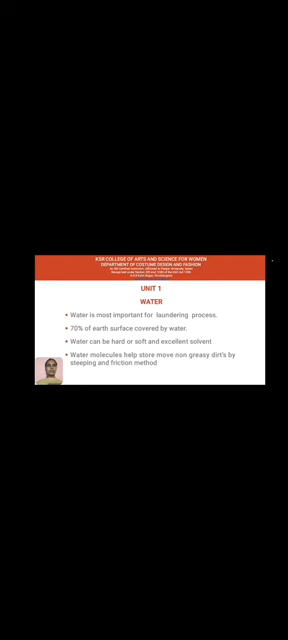 KSR COLLEGE OF ARTS AND SCIENCE FOR WOMEN
DEPARTMENT OF COSTUME DESIGN AND FASHION
UNIT 1
WATER
• Water is most important for laundering process.
• 70% of earth surface covered by water.
• Water can be hard or soft and excellent solvent
• Water molecules help store move non greasy dirt's by
steeping and friction method